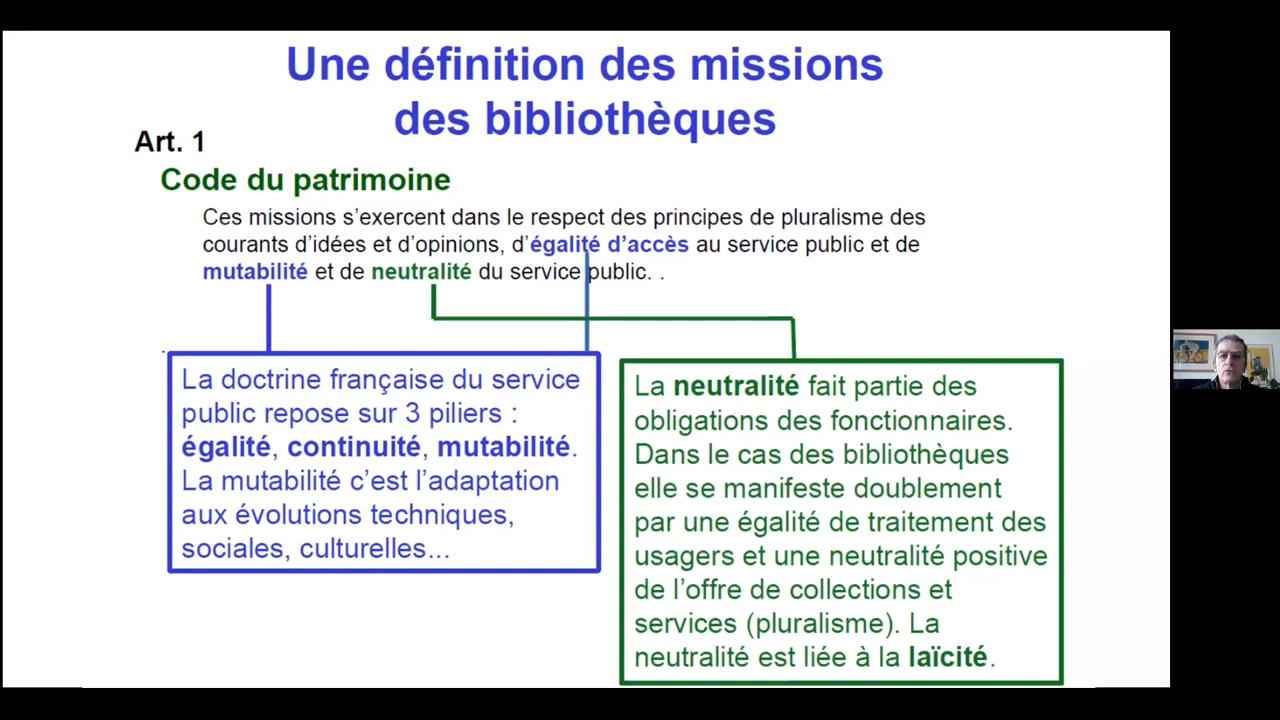 Une définition des missions
des bibliothèques
Art. 1
Code du patrimoine
Ces missions s’exercent dans le respect des principes de pluralisme des
courants d’idées et d’opinions, d’égalité d’accès au service public et de
mutabilité et de neutralité du service public. .
La doctrine française du service
public repose sur 3 piliers :
égalité, continuité, mutabilité.
La mutabilité c’est l’adaptation
aux évolutions techniques,
sociales, culturelles...
La neutralité fait partie des
obligations des fonctionnaires.
Dans le cas des bibliothèques
elle se manifeste doublement
par une égalité de traitement des
usagers et une neutralité positive
de l’offre de collections et
services (pluralisme). La
neutralité est liée à la laïcité.